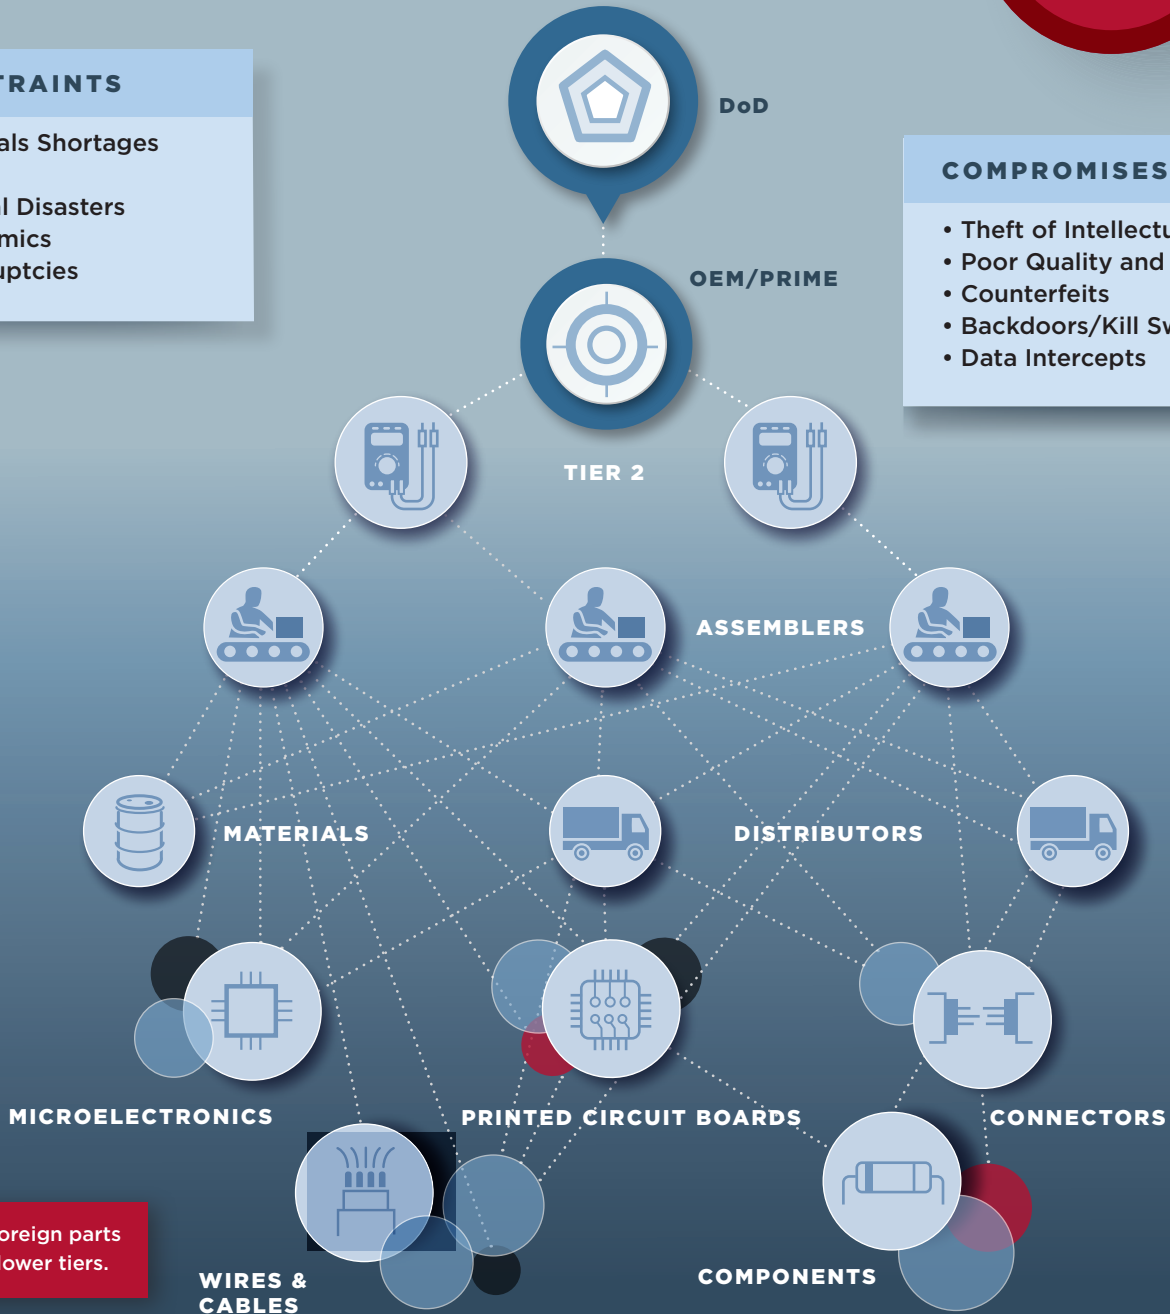 TRAINTS
als Shortages
l Disasters
mics
uptcies
DoD
COMPROMISES
• Theft of Intellectu
• Poor Quality and
• Counterfeits
• Backdoors/Kill Sw
• Data Intercepts
OEM/PRIME
TIER 2
ASSEMBLERS
MATERIALS
DISTRIBUTORS
MICROELECTRONICS
PRINTED CIRCUIT BOARDS
CONNECTORS
oreign parts
lower tiers.
WIRES &
CABLES
COMPONENTS